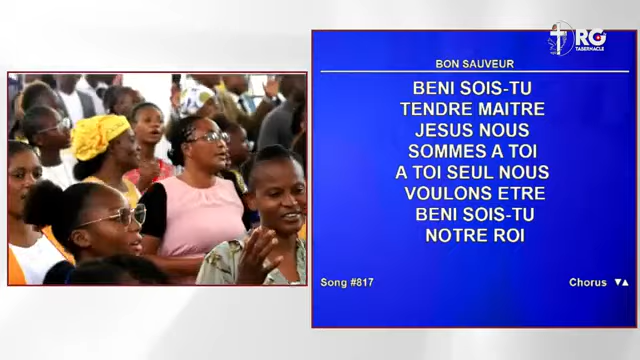 RG
TABERNACLE
BON SAUVEUR
BENI SOIS-TU
TENDRE MAITRE
JESUS NOUS
SOMMES A TOI
A TOI SEUL NOUS
VOULONS ETRE
BENI SOIS-TU
NOTRE ROI
Song #817
Chorus